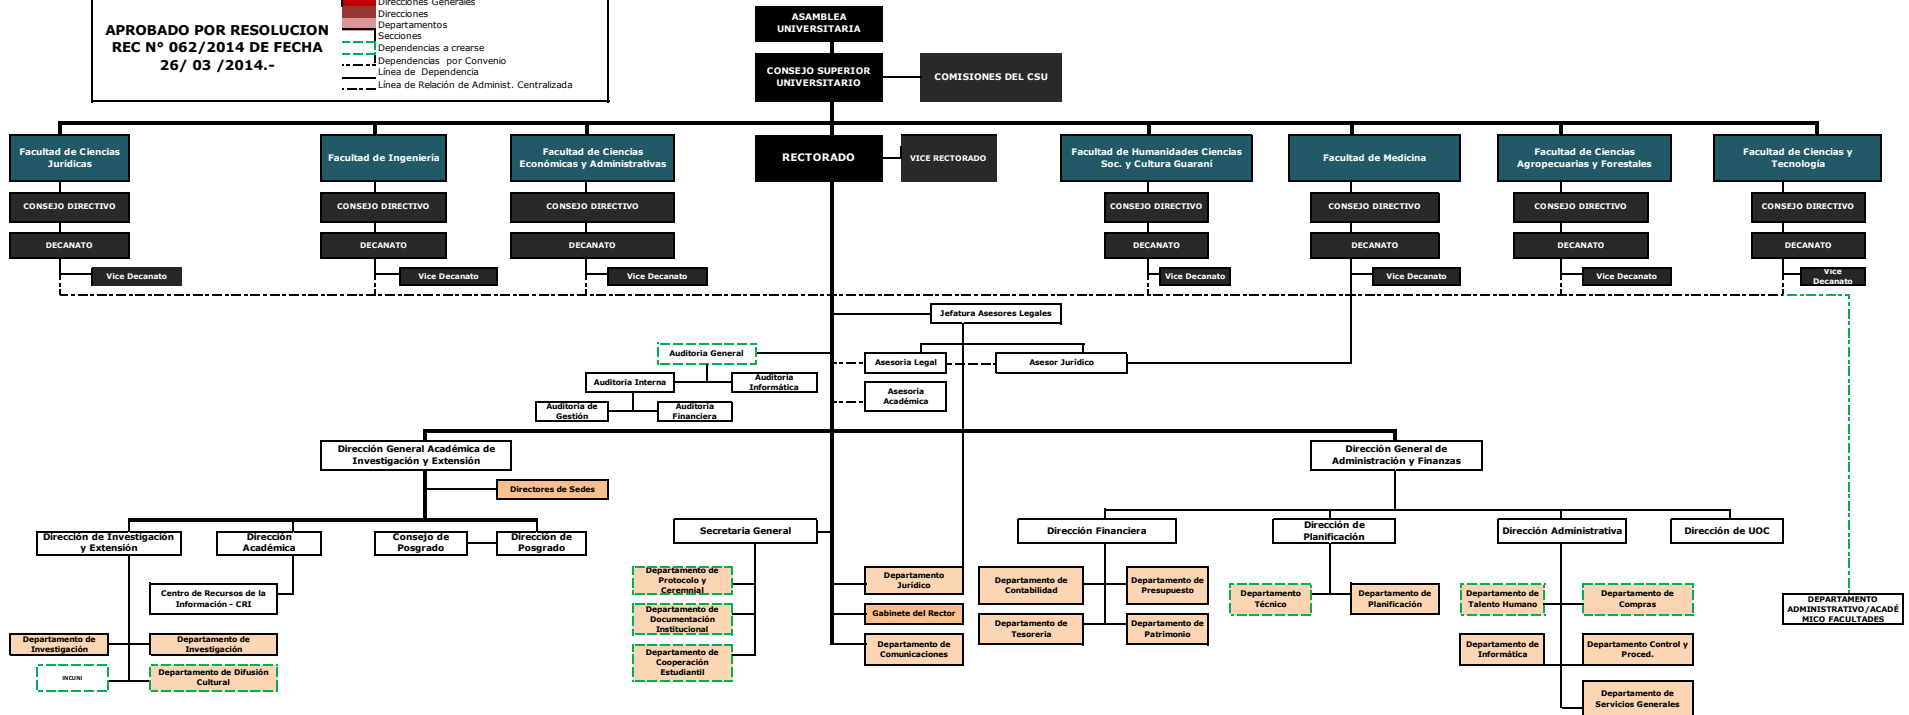 Direcciones Generales
Direcciones
Departamentos
Secciones
Dependencias a crearse
Dependencias por Convenio
Línea de Dependencia
Línea de Relación de Administ. Centralizada
APROBADO POR RESOLUCION
REC N° 062/2014 DE FECHA
26/ 03 /2014.-
ASAMBLEA
UNIVERSITARIA
CONSEJO SUPERIOR
UNIVERSITARIO
COMISIONES DEL CSU
Facultad de Ciencias
Jurídicas
Facultad de Ingeniería
Facultad de Ciencias
Económicas y Administrativas
RECTORADO
VICE RECTORADO
Facultad de Humanidades Ciencias
Soc. y Cultura Guaraní
Facultad de Medicina
Facultad de Ciencias
Agropecuarias y Forestales
Facultad de Ciencias y
Tecnología
CONSEJO DIRECTIVO
CONSEJO DIRECTIVO
CONSEJO DIRECTIVO
CONSEJO DIRECTIVO
CONSEJO DIRECTIVO
CONSEJO DIRECTIVO
CONSEJO DIRECTIVO
DECANATO
DECANATO
DECANATO
DECANATO
DECANATO
DECANATO
DECANATO
Vice Decanato
Vice Decanato
Vice Decanato
Vice Decanato
Vice Decanato
Vice Decanato
Vice
Decanato
Jefatura Asesores Legales
Auditoria General
Asesoria Legal
Asesor Jurídico
Auditoria Interna
Auditoría
Informática
Asesoría
Académica
Auditoría de
Gestión
Auditoria
Financiera
Dirección General Académica de
Investigación y Extensión
Dirección General de
Administración y Finanzas
Directores de Sedes
Dirección de Investigación
y Extensión
Dirección
Académica
Consejo de
Posgrado
Dirección de
Posgrado
Secretaria General
Dirección Financiera
Dirección de
Planificación
Dirección Administrativa
Dirección de UOC
Centro de Recursos de la
Información - CRI
Departamento de
Protocolo y
Ceremnial
Departamento
Jurídico
Departamento de
Contabilidad
Departamento de
Presupuesto
Departamento
Técnico
Departamento de
Planificación
Departamento de
Talento Humano
Departamento de
Compras
DEPARTAMENTO
ADMINISTRATIVO/ACADÉ
MICO FACULTADES
Departamento de
Documentación
Institucional
Gabinete del Rector
Departamento de
Tesoreria
Departamento de
Patrimonio
Departamento de
Investigación
Departamento de
Investigación
Departamento de
Cooperación
Estudiantil
Departamento de
Comunicaciones
Departamento de
Informática
Departamento Control y
Proced.
INCUNI
Departamento de Difusión
Cultural
Departamento de
Servicios Generales